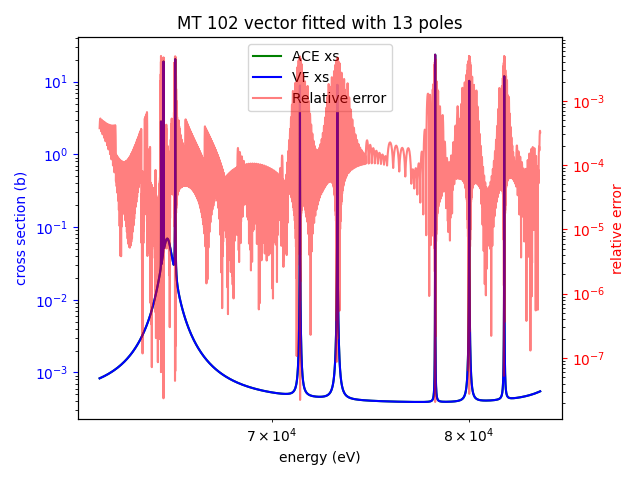 MT 102 vector fitted with 13 poles
ACE xs
VF xs
Relative error
10¹
10⁰
10⁻¹
10⁻²
10⁻³
cross section (b)
10⁻³
10⁻⁴
10⁻⁵
10⁻⁶
10⁻⁷
relative error
7 × 10⁴ 8 × 10⁴
energy (eV)